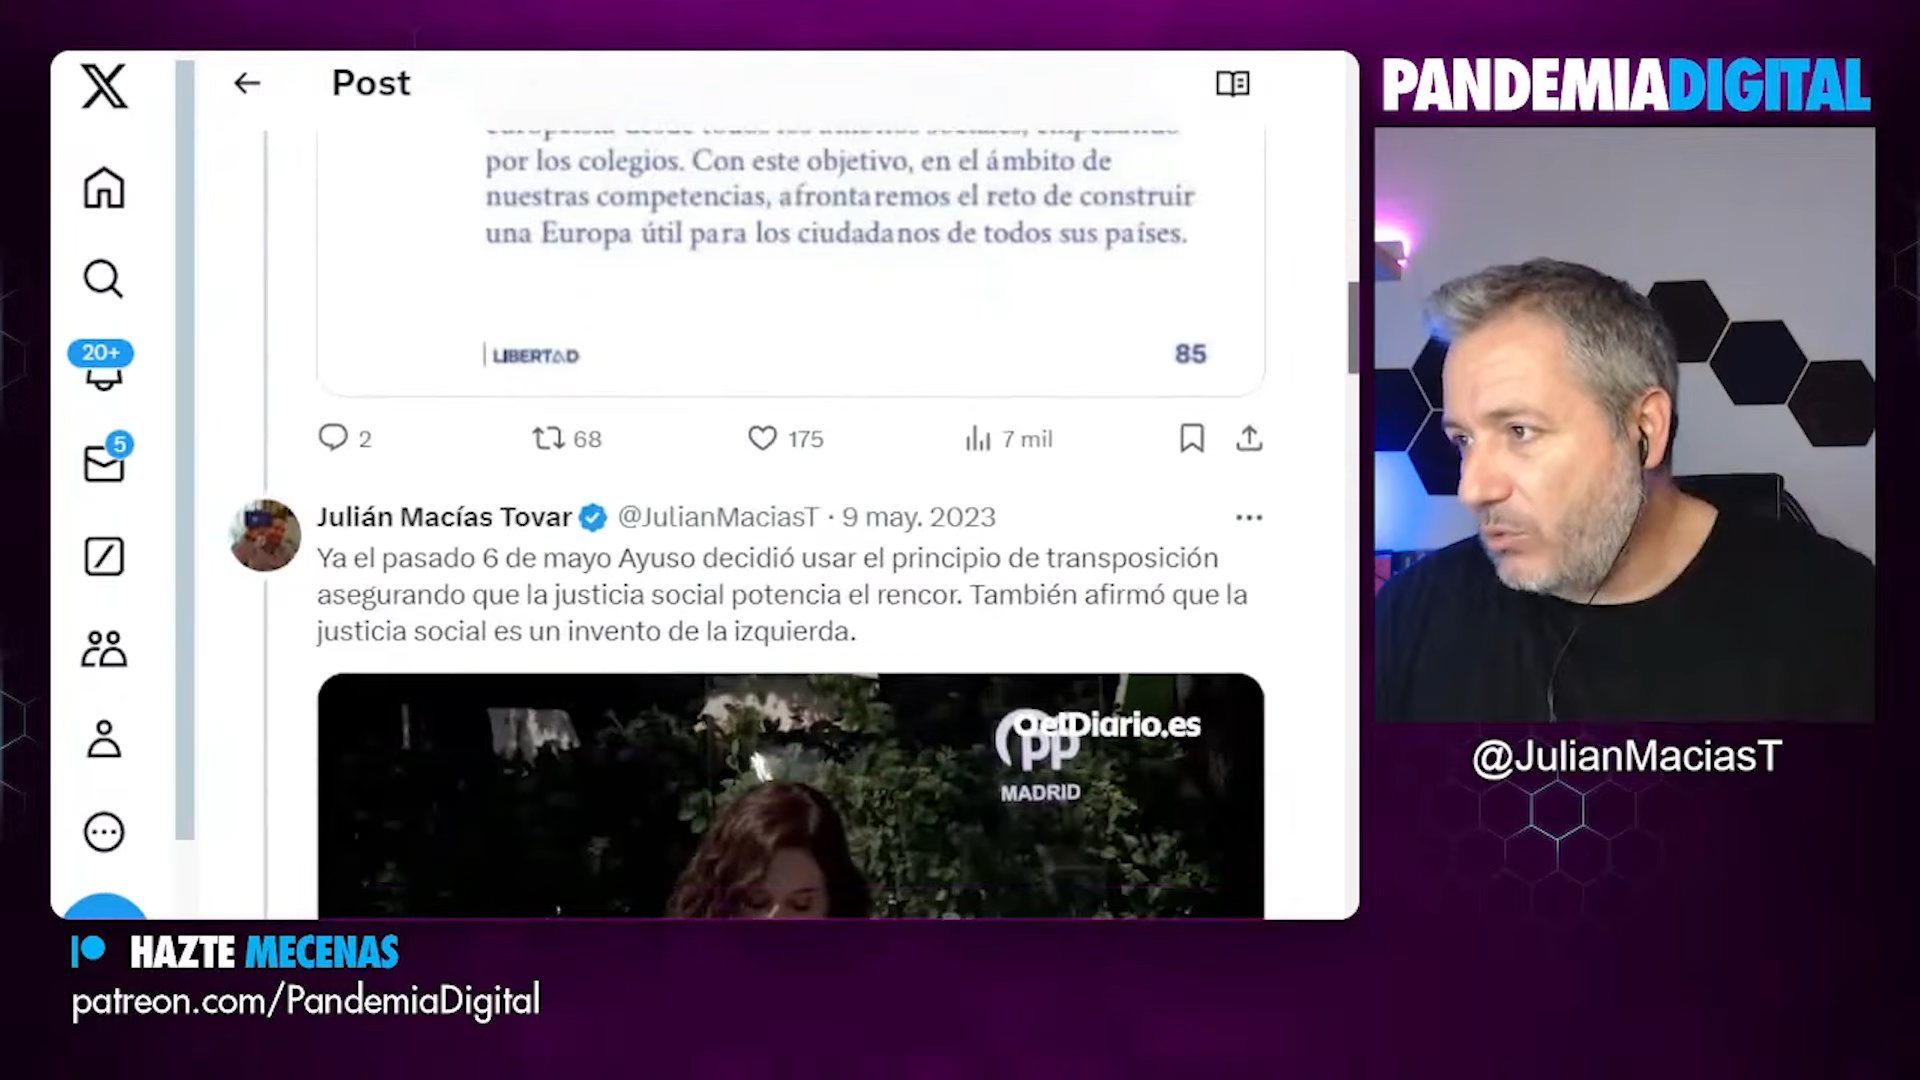 Post
PANDEMIADIGITAL
por los colegios. Con este objetivo, en el ámbito de
nuestras competencias, afrontaremos el reto de construir
una Europa útil para los ciudadanos de todos sus países.
LIBERTAD
85
20+
2
68
175
7 mil
5
Julián Macías Tovar @JulianMaciasT · 9 may. 2023
Ya el pasado 6 de mayo Ayuso decidió usar el principio de transposición
asegurando que la justicia social potencia el rencor. También afirmó que la
justicia social es un invento de la izquierda.
elDiario.es
PP
MADRID
@JulianMaciasT
HAZTE MECENAS
patreon.com/PandemiaDigital